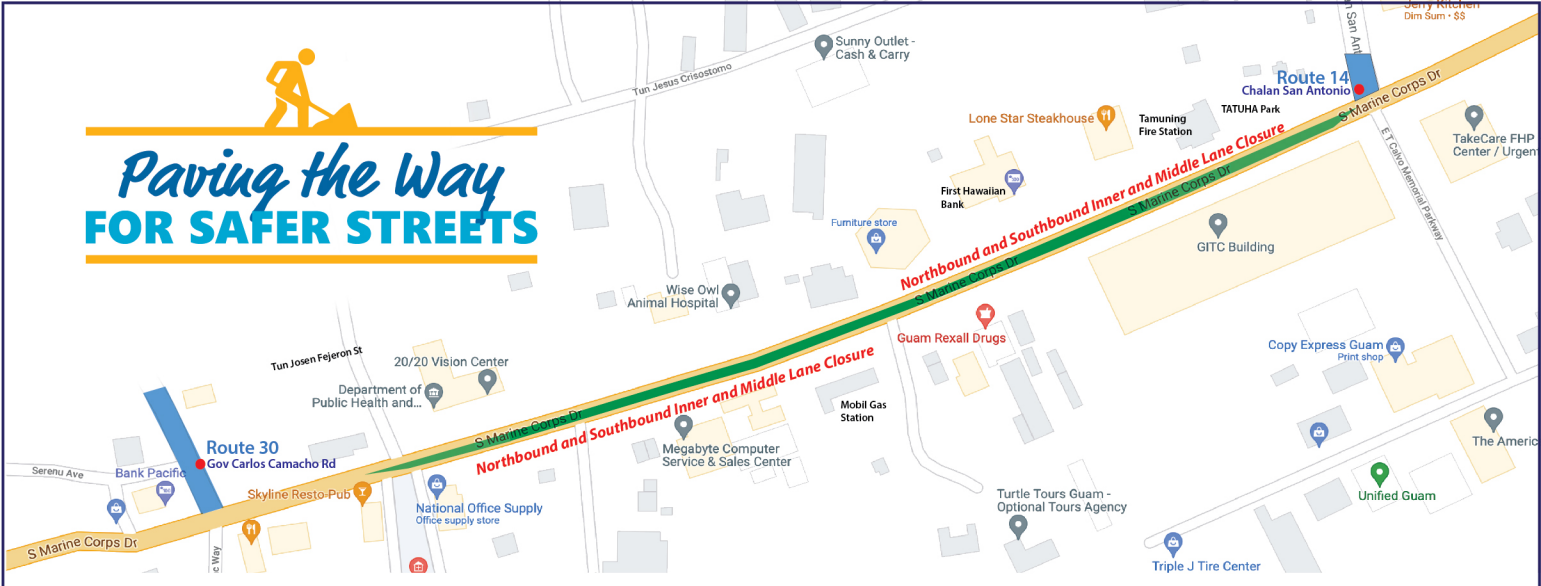 Jerry Kitchen
Dim Sum • $$
Sunny Outlet -
Cash & Carry
Tun Jesus Crisostomo
Route 14
Chalan San Antonio
S Marine Corps Dr
TATUHA Park
Lone Star Steakhouse
Tamuning
Fire Station
TakeCare FHP
Center / Urgent
E T Calvo Memorial Parkway
Paving the Way
FOR SAFER STREETS
Northbound and Southbound Inner and Middle Lane Closure
S Marine Corps Dr
First Hawaiian
Bank
Furniture store
GITC Building
S Marine Corps Dr
Wise Owl
Animal Hospital
Guam Rexall Drugs
Copy Express Guam
Print shop
Tun Josen Fejeron St
20/20 Vision Center
Department of
Public Health and...
Northbound and Southbound Inner and Middle Lane Closure
S Marine Corps Dr
Mobil Gas
Station
Megabyte Computer
Service & Sales Center
The Americ
Route 30
Gov Carlos Camacho Rd
Serenu Ave
Bank Pacific
Skyline Resto-Pub
National Office Supply
Office supply store
Turtle Tours Guam -
Optional Tours Agency
Unified Guam
S Marine Corps Dr
c Way
Triple J Tire Center